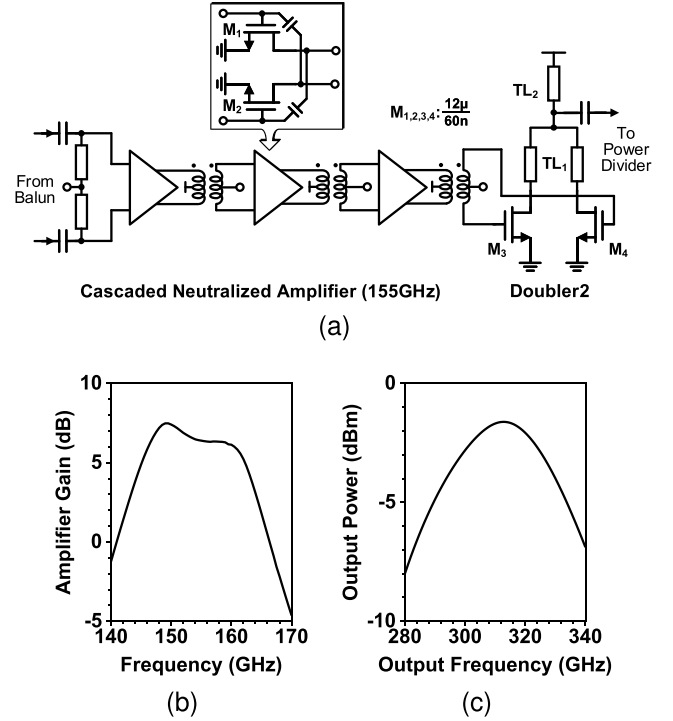 M1
M2
M1,2,3,4: 12μ
60n
TL2
To
Power
Divider
TL1
From
Balun
M3
M4
Cascaded Neutralized Amplifier (155GHz)
Doubler2
(a)
Amplifier Gain (dB)
10
5
0
-5
140
150
160
170
Frequency (GHz)
(b)
Output Power (dBm)
0
-5
-10
280
300
320
340
Output Frequency (GHz)
(c)